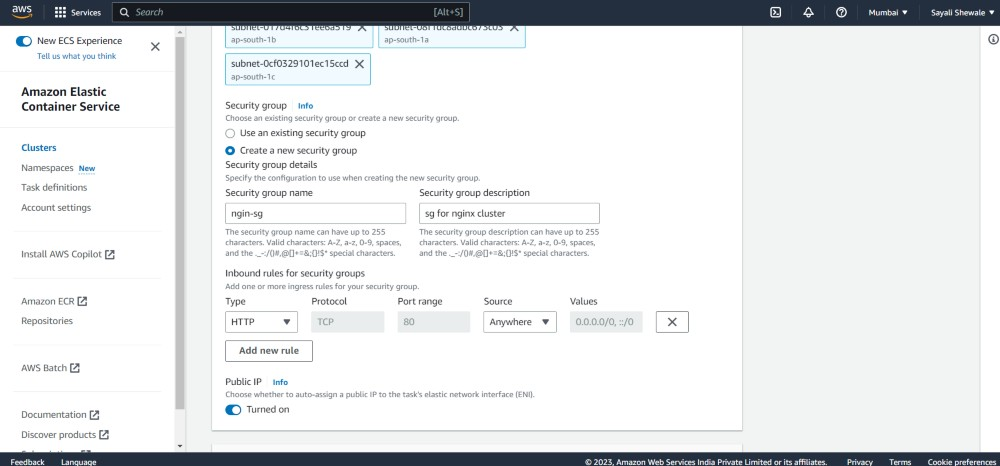 aws
Services
Search
[Alt+S]
Mumbai
Sayali Shewale
New ECS Experience
Tell us what you think
Amazon Elastic
Container Service
Clusters
Namespaces New
Task definitions
Account settings
Install AWS Copilot
Amazon ECR
Repositories
AWS Batch
Documentation
Discover products
ap-south-1b
ap-south-1a
subnet-0cf0329101ec15ccd
ap-south-1c
Security group Info
Choose an existing security group or create a new security group.
Use an existing security group
Create a new security group
Security group details
Specify the configuration to use when creating the new security group.
Security group name
Security group description
ngin-sg
sg for nginx cluster
The security group name can have up to 255
characters. Valid characters: A-Z, a-z, 0-9, spaces,
and the ._-:/()#,@[]+=&;{}!$* special characters.
The security group description can have up to 255
characters. Valid characters: A-Z, a-z, 0-9, spaces,
and the ._-:/()#,@[]+=&;{}!$* special characters.
Inbound rules for security groups
Add one or more ingress rules for your security group.
Type Protocol Port range Source Values
HTTP TCP 80 Anywhere 0.0.0.0/0, ::/0
Add new rule
Public IP Info
Choose whether to auto-assign a public IP to the task's elastic network interface (ENI).
Turned on
Feedback Language © 2023, Amazon Web Services India Private Limited or its affiliates. Privacy Terms Cookie preferences